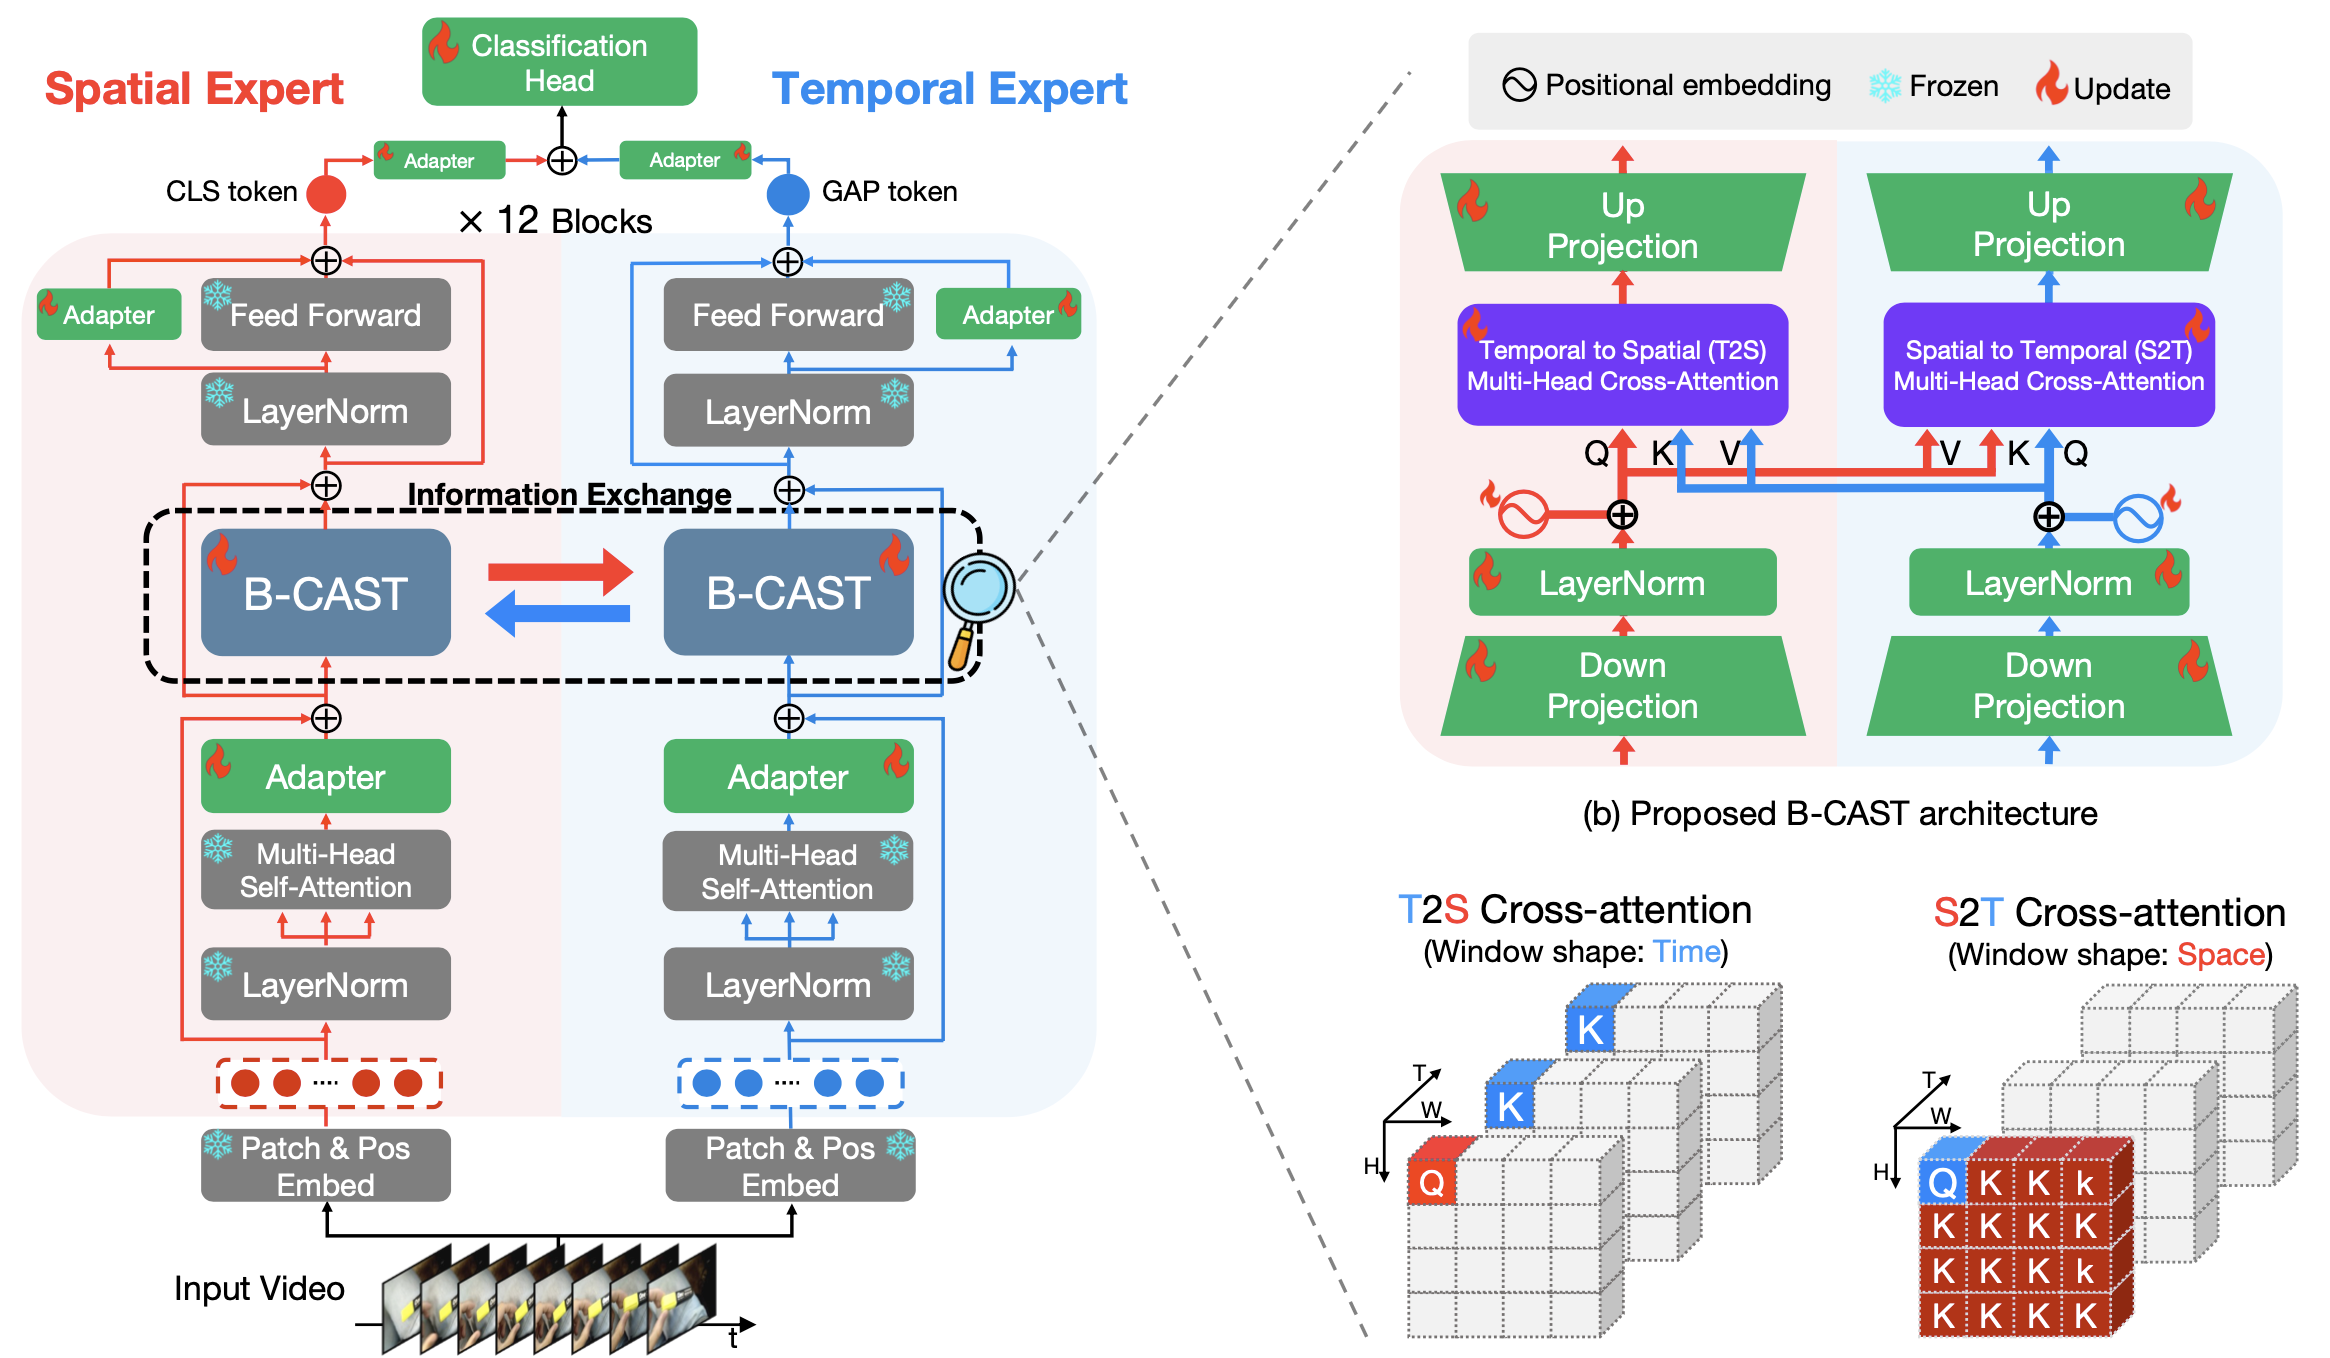 Classification
Head
Spatial Expert
Temporal Expert
Adapter
Adapter
CLS token
GAP token
× 12 Blocks
Adapter
Feed Forward
Feed Forward
Adapter
LayerNorm
LayerNorm
Information Exchange
B-CAST
B-CAST
Adapter
Adapter
Multi-Head
Self-Attention
Multi-Head
Self-Attention
LayerNorm
LayerNorm
Patch & Pos
Embed
Patch & Pos
Embed
Input Video
t
Positional embedding
Frozen
Update
Up
Projection
Up
Projection
Temporal to Spatial (T2S)
Multi-Head Cross-Attention
Spatial to Temporal (S2T)
Multi-Head Cross-Attention
Q K V V K Q
LayerNorm
LayerNorm
Down
Projection
Down
Projection
(b) Proposed B-CAST architecture
T2S Cross-attention
(Window shape: Time)
K
K
Q
T
W
H
S2T Cross-attention
(Window shape: Space)
T
W
H
Q K K k
K K K K
K K K k
K K K K